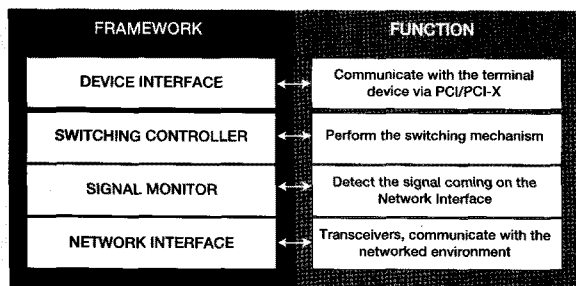 FRAMEWORK
FUNCTION
DEVICE INTERFACE
Communicate with the terminal
device via PCI/PCI-X
SWITCHING CONTROLLER
Perform the switching mechanism
SIGNAL MONITOR
Detect the signal coming on the
Network Interface
NETWORK INTERFACE
Transceivers, communicate with the
networked environment